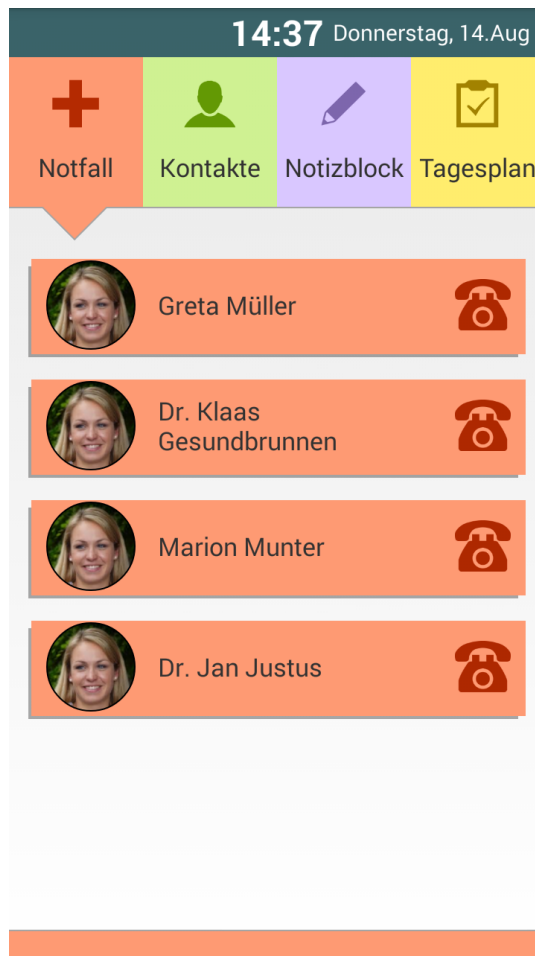 14:37 Donnerstag, 14.Aug
Notfall Kontakte Notizblock Tagesplan
Greta Müller
Dr. Klaas
Gesundbrunnen
Marion Munter
Dr. Jan Justus